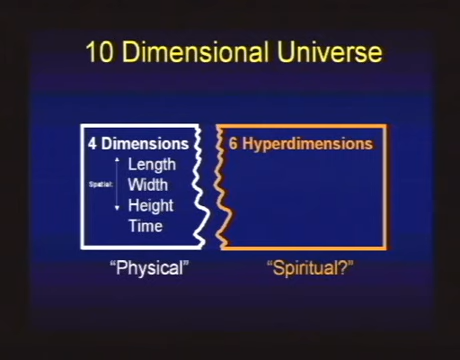 10 Dimensional Universe
4 Dimensions
Spatial:
Length
Width
Height
Time
6 Hyperdimensions
"Physical"
"Spiritual?"